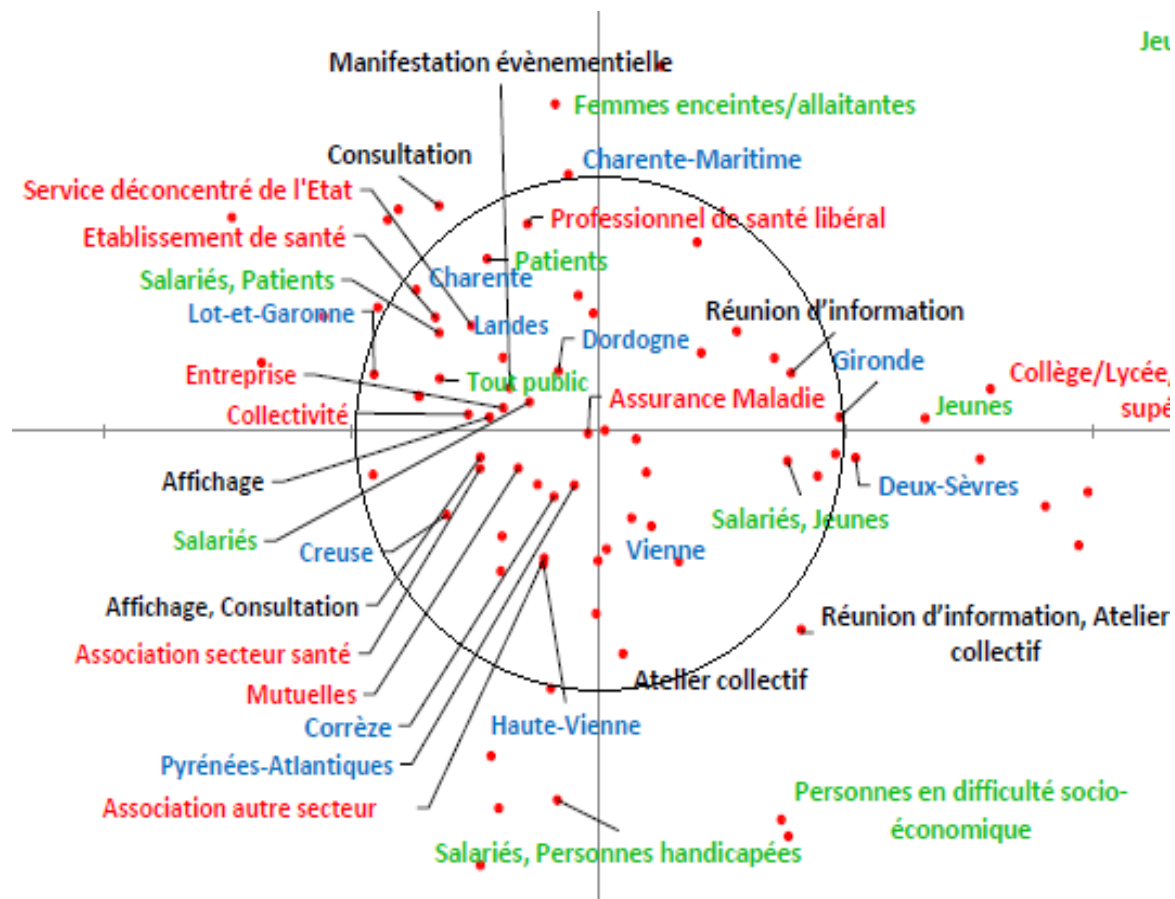 Jeu
Manifestation évènementielle
Femmes enceintes/allaitantes
Consultation
Charente-Maritime
Service déconcentré de l'Etat
Professionnel de santé libéral
Etablissement de santé
Patients
Salariés, Patients
Charente
Lot-et-Garonne
Landes
Réunion d’information
Dordogne
Gironde
Entreprise
Tout public
Collège/Lycée,
supé
Collectivité
Assurance Maladie
Jeunes
Affichage
Deux-Sèvres
Salariés
Creuse
Salariés, Jeunes
Vienne
Affichage, Consultation
Réunion d’information, Atelier
collectif
Association secteur santé
Mutuelles
Atelier collectif
Corrèze
Haute-Vienne
Pyrénées-Atlantiques
Association autre secteur
Personnes en difficulté socio-
économique
Salariés, Personnes handicapées